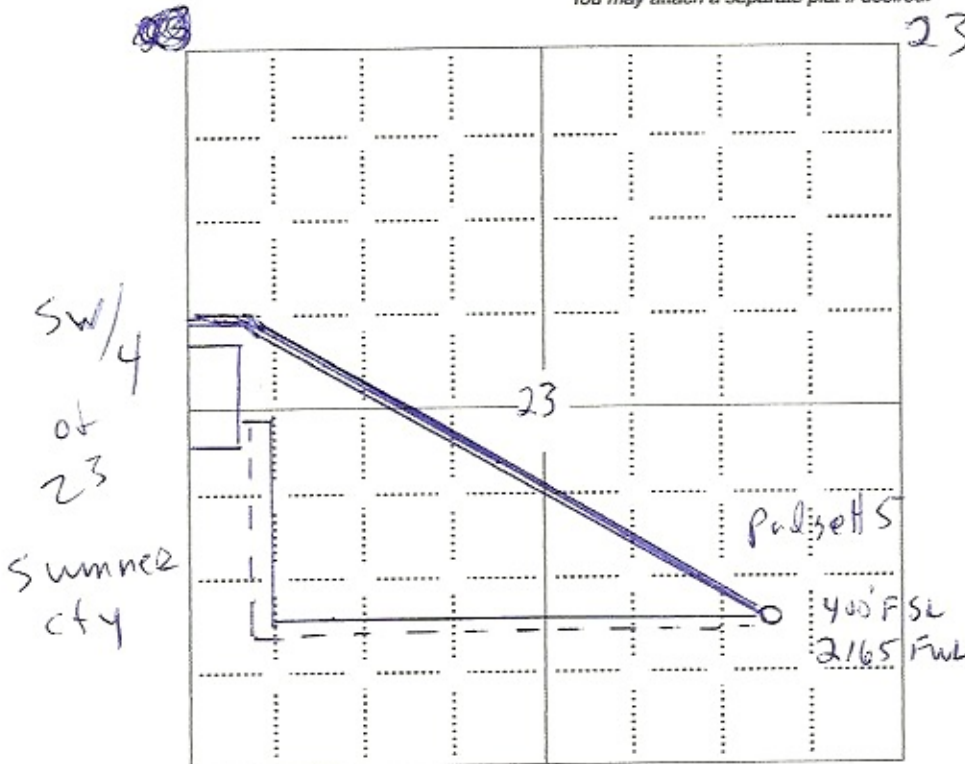 You may attach a separate plat if desired.
23
SW/4
of
23
Sumner
cty
23
5
400' FSL
2165 FWL